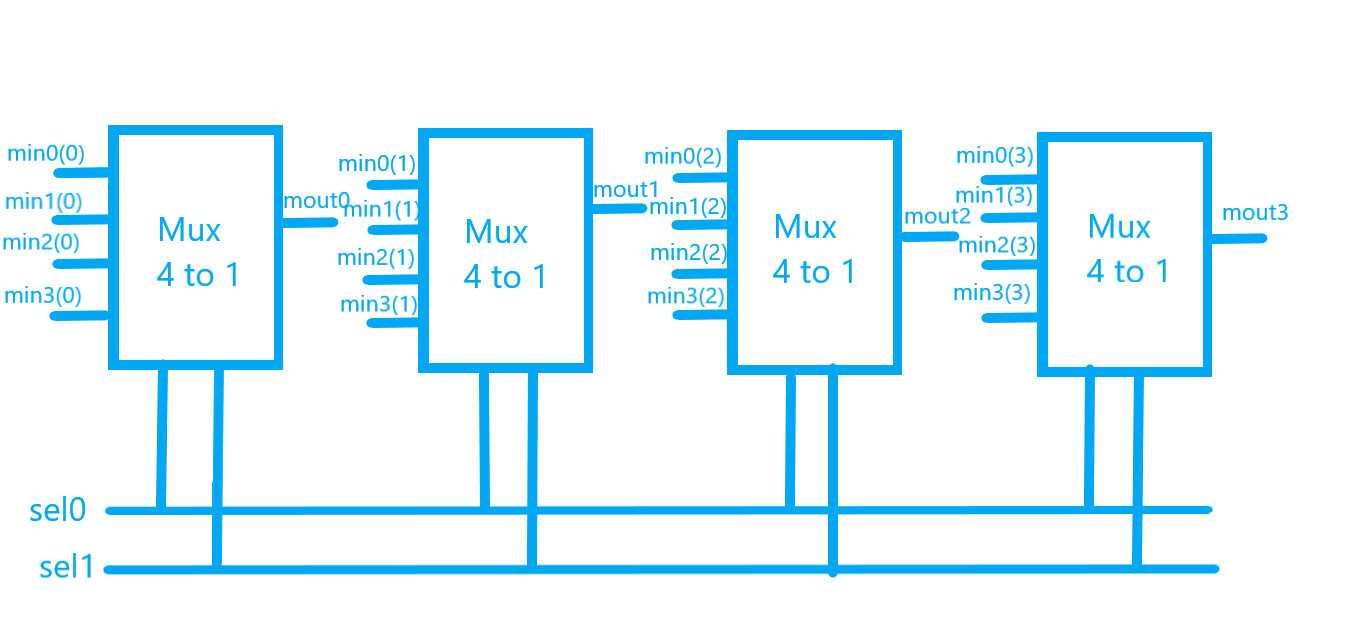 min0(0)
min1(0)
min2(0)
min3(0)
Mux
4 to 1
mout0
min0(1)
min1(1)
min2(1)
min3(1)
Mux
4 to 1
mout1
min0(2)
min1(2)
min2(2)
min3(2)
Mux
4 to 1
mout2
min0(3)
min1(3)
min2(3)
min3(3)
Mux
4 to 1
mout3
sel0
sel1